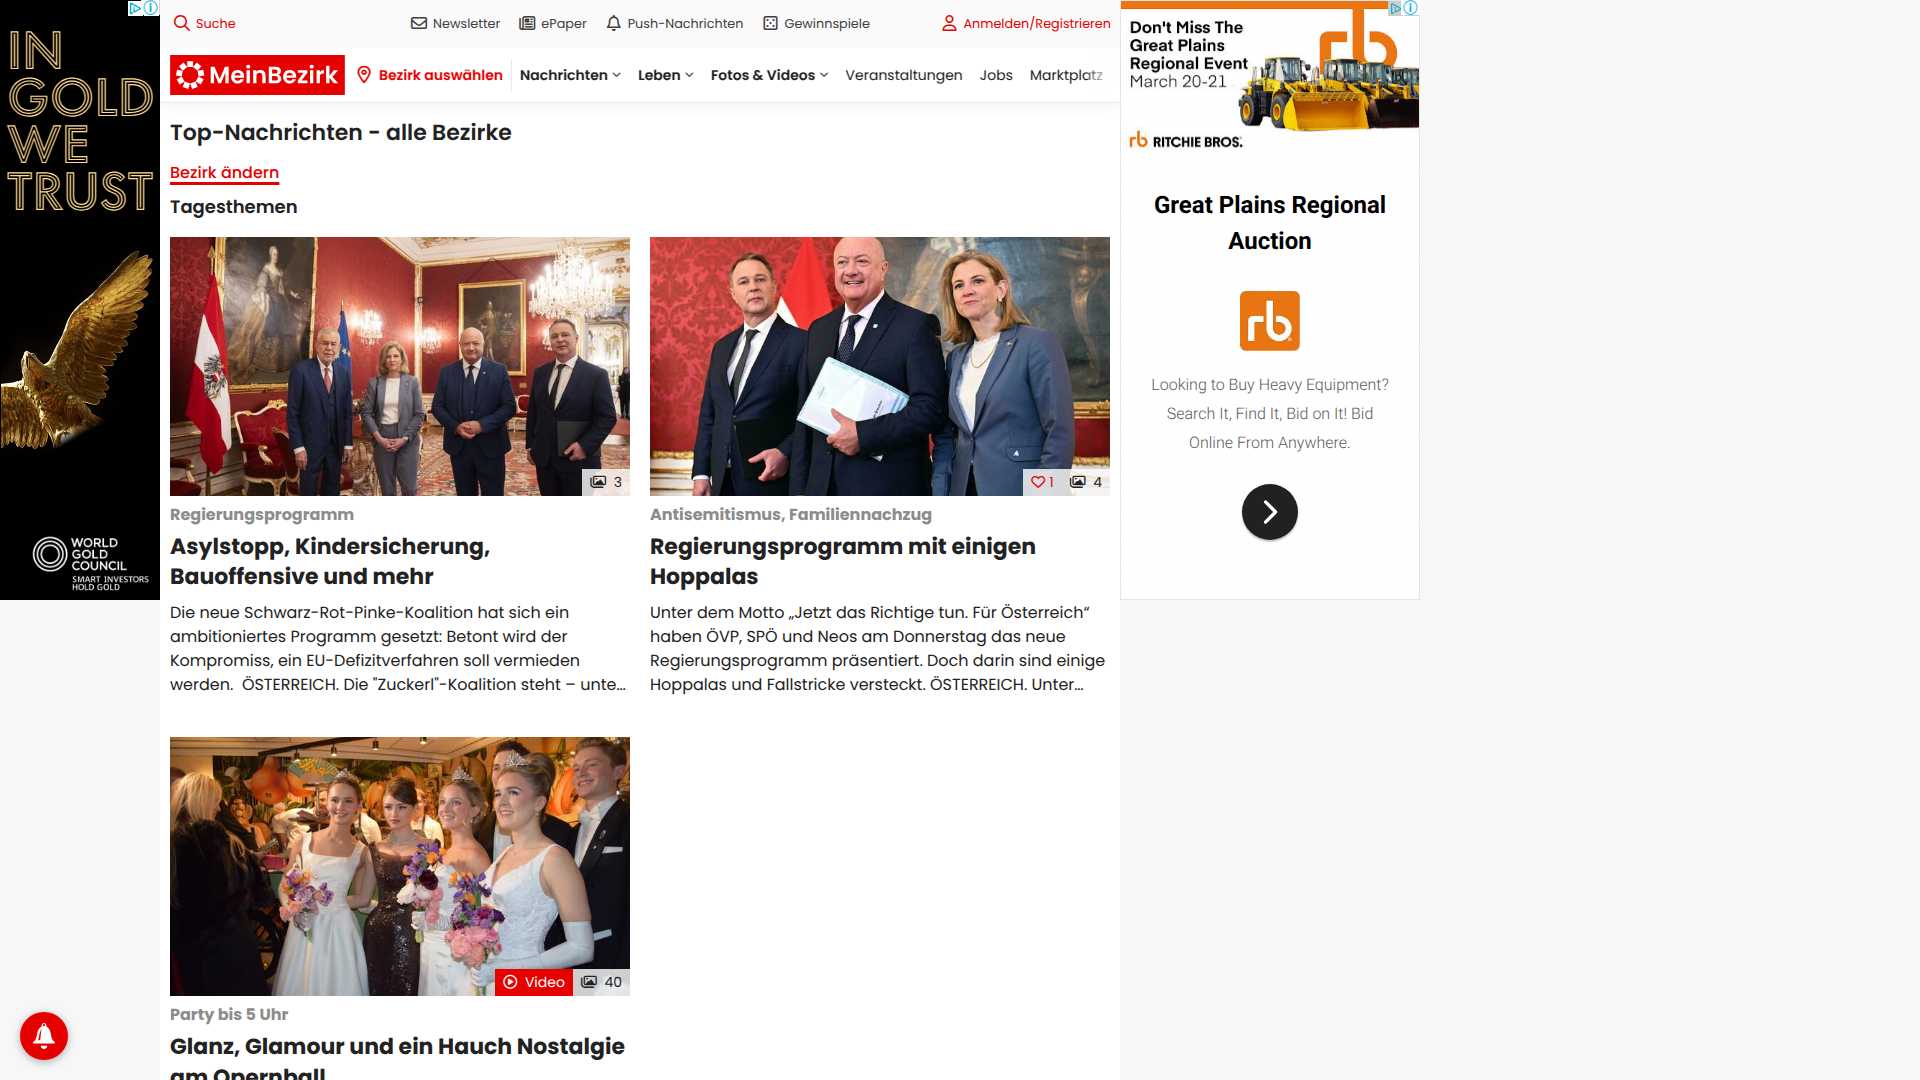 IN
GOLD
WE
TRUST
WORLD
GOLD
COUNCIL
SMART INVESTORS
HOLD GOLD
Suche
Newsletter
ePaper
Push-Nachrichten
Gewinnspiele
Anmelden/Registrieren
MeinBezirk
Bezirk auswählen
Nachrichten
Leben
Fotos & Videos
Veranstaltungen
Jobs
Marktplatz
Top-Nachrichten - alle Bezirke
Bezirk ändern
Tagesthemen
3
Regierungsprogramm
Asylstopp, Kindersicherung,
Bauoffensive und mehr
Die neue Schwarz-Rot-Pinke-Koalition hat sich ein
ambitioniertes Programm gesetzt: Betont wird der
Kompromiss, ein EU-Defizitverfahren soll vermieden
werden.  ÖSTERREICH. Die "Zuckerl"-Koalition steht – unte...
1
4
Antisemitismus, Familiennachzug
Regierungsprogramm mit einigen
Hoppalas
Unter dem Motto „Jetzt das Richtige tun. Für Österreich“
haben ÖVP, SPÖ und Neos am Donnerstag das neue
Regierungsprogramm präsentiert. Doch darin sind einige
Hoppalas und Fallstricke versteckt. ÖSTERREICH. Unter...
Video
40
Party bis 5 Uhr
Glanz, Glamour und ein Hauch Nostalgie
am Opernball
Don't Miss The
Great Plains
Regional Event
March 20-21
rb
rb RITCHIE BROS.
Great Plains Regional
Auction
rb
Looking to Buy Heavy Equipment?
Search It, Find It, Bid on It! Bid
Online From Anywhere.